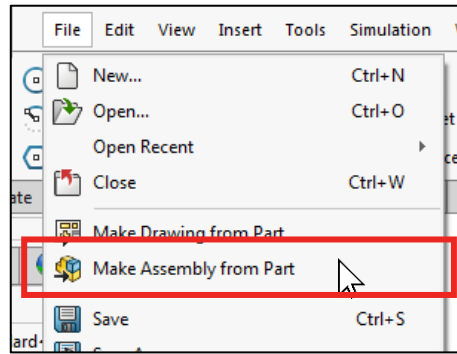 File Edit View Insert Tools Simulation
New... Ctrl+N
Open... Ctrl+O
Open Recent
Close Ctrl+W
Make Drawing from Part
Make Assembly from Part
Save Ctrl+S